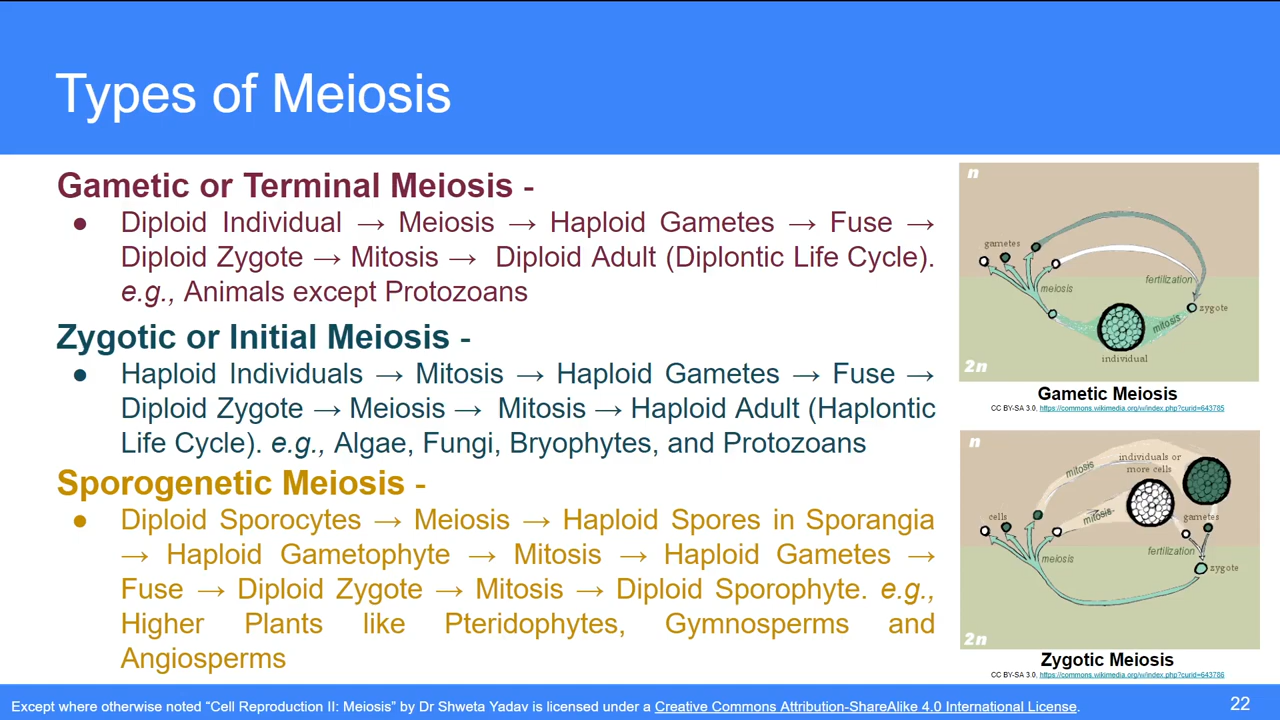 Types of Meiosis
Gametic or Terminal Meiosis -
● Diploid Individual → Meiosis → Haploid Gametes → Fuse →
Diploid Zygote → Mitosis → Diploid Adult (Diplontic Life Cycle).
e.g., Animals except Protozoans
Zygotic or Initial Meiosis -
● Haploid Individuals → Mitosis → Haploid Gametes → Fuse →
Diploid Zygote → Meiosis → Mitosis → Haploid Adult (Haplontic
Life Cycle). e.g., Algae, Fungi, Bryophytes, and Protozoans
Sporogenetic Meiosis -
● Diploid Sporocytes → Meiosis → Haploid Spores in Sporangia
→ Haploid Gametophyte → Mitosis → Haploid Gametes →
Fuse → Diploid Zygote → Mitosis → Diploid Sporophyte. e.g.,
Higher Plants like Pteridophytes, Gymnosperms and
Angiosperms
n
gametes
meiosis
fertilization
zygote
mitosis
individual
2n
Gametic Meiosis
CC BY-SA 3.0, https://commons.wikimedia.org/w/index.php?curid=643785
n
mitosis
individuals or
more cells
cells
mitosis
gametes
meiosis
fertilization
zygote
2n
Zygotic Meiosis
CC BY-SA 3.0, https://commons.wikimedia.org/w/index.php?curid=643786
Except where otherwise noted “Cell Reproduction II: Meiosis” by Dr Shweta Yadav is licensed under a Creative Commons Attribution-ShareAlike 4.0 International License.
22